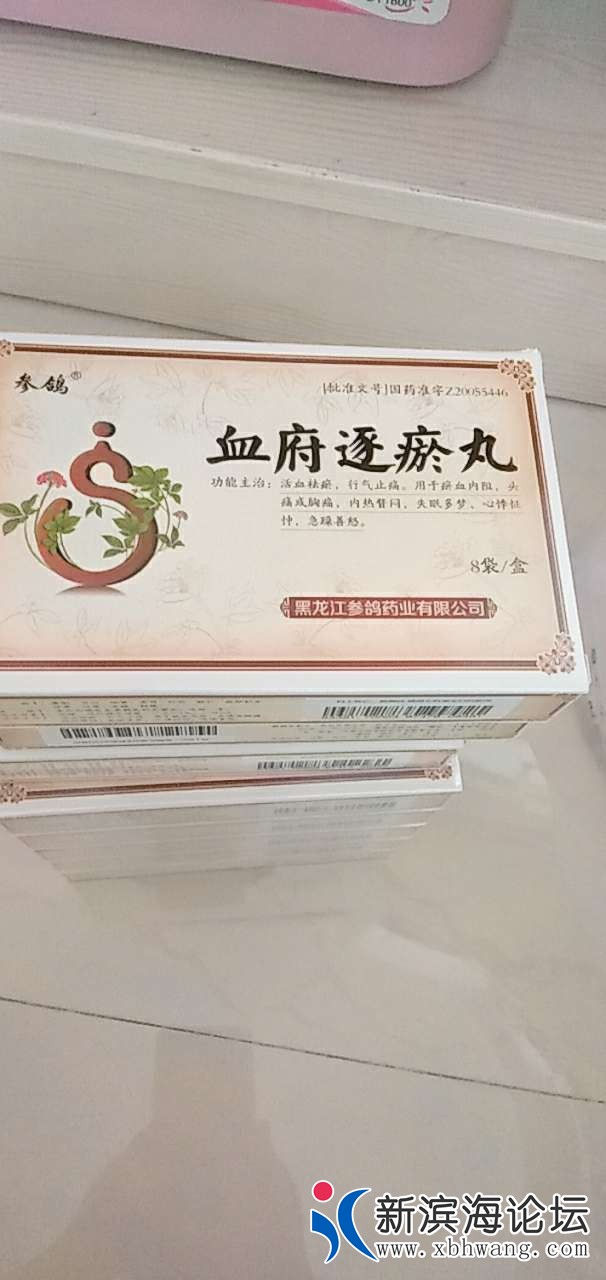 1800
参鸽®
[批准文号]国药准字Z20055446
血府逐瘀丸
功能主治：活血祛瘀，行气止痛。用于瘀血内阻，头
痛或胸痛，内热瞀闷，失眠多梦，心悸怔
忡，急躁善怒。
8袋/盒
黑龙江参鸽药业有限公司
新滨海论坛
www.xbhwang.com